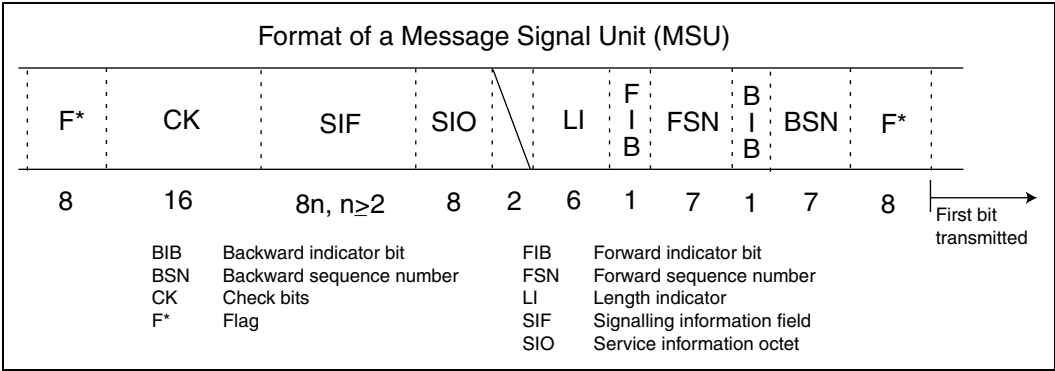 Format of a Message Signal Unit (MSU)
F* CK SIF SIO LI FIB FSN BIB BSN F*
8 16 8n, n≥2 8 2 6 1 7 1 7 8
First bit
transmitted
BIB Backward indicator bit
BSN Backward sequence number
CK Check bits
F* Flag
FIB Forward indicator bit
FSN Forward sequence number
LI Length indicator
SIF Signalling information field
SIO Service information octet